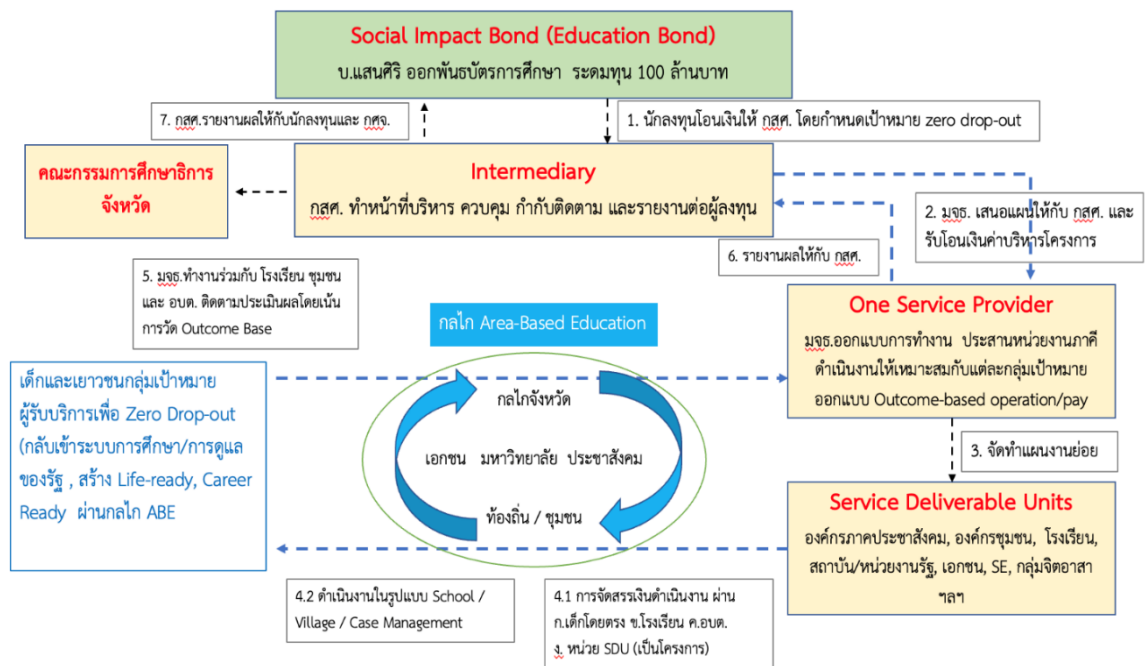 Social Impact Bond (Education Bond)
บ.แสนศิริ ออกพันธบัตรการศึกษา ระดมทุน 100 ล้านบาท
7. กสศ.รายงานผลให้กับนักลงทุนและ กศจ.
1. นักลงทุนโอนเงินให้ กสศ. โดยกำหนดเป้าหมาย zero drop-out
คณะกรรมการศึกษาธิการ
จังหวัด
Intermediary
กสศ. ทำหน้าที่บริหาร ควบคุม กำกับติดตาม และรายงานต่อผู้ลงทุน
2. มจธ. เสนอแผนให้กับ กสศ. และ
รับโอนเงินค่าบริหารโครงการ
6. รายงานผลให้กับ กสศ.
5. มจธ.ทำงานร่วมกับ โรงเรียน ชุมชน
และ อบต. ติดตามประเมินผลโดยเน้น
การวัด Outcome Base
กลไก Area-Based Education
One Service Provider
มจธ.ออกแบบการทำงาน ประสานหน่วยงานภาคี
ดำเนินงานให้เหมาะสมกับแต่ละกลุ่มเป้าหมาย
ออกแบบ Outcome-based operation/pay
เด็กและเยาวชนกลุ่มเป้าหมาย
ผู้รับบริการเพื่อ Zero Drop-out
(กลับเข้าระบบการศึกษา/การดูแล
ของรัฐ , สร้าง Life-ready, Career
Ready ผ่านกลไก ABE
กลไกจังหวัด
เอกชน มหาวิทยาลัย ประชาสังคม
ท้องถิ่น / ชุมชน
3. จัดทำแผนงานย่อย
Service Deliverable Units
องค์กรภาคประชาสังคม, องค์กรชุมชน, โรงเรียน,
สถาบัน/หน่วยงานรัฐ, เอกชน, SE, กลุ่มจิตอาสา
ฯลฯ
4.2 ดำเนินงานในรูปแบบ School /
Village / Case Management
4.1 การจัดสรรเงินดำเนินงาน ผ่าน
ก.เด็กโดยตรง ข.โรงเรียน ค.อบต.
ง. หน่วย SDU (เป็นโครงการ)